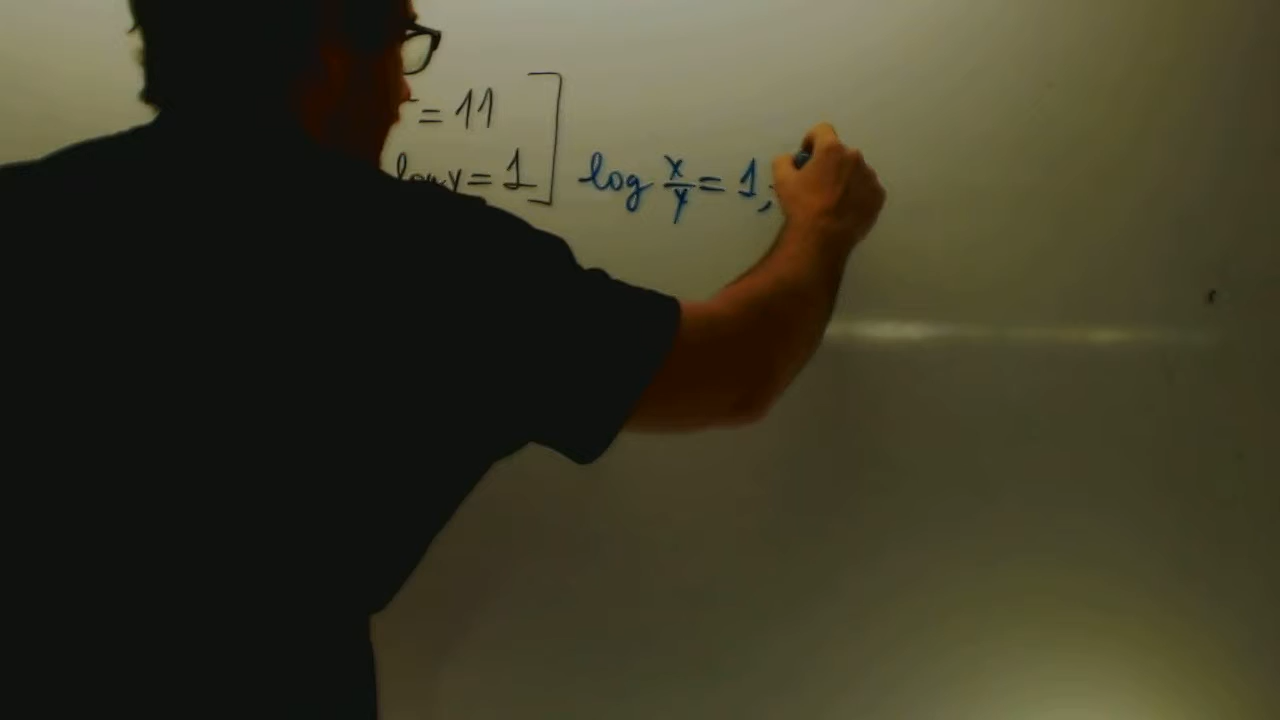 = 11
log y = 1 ] log x/y = 1;